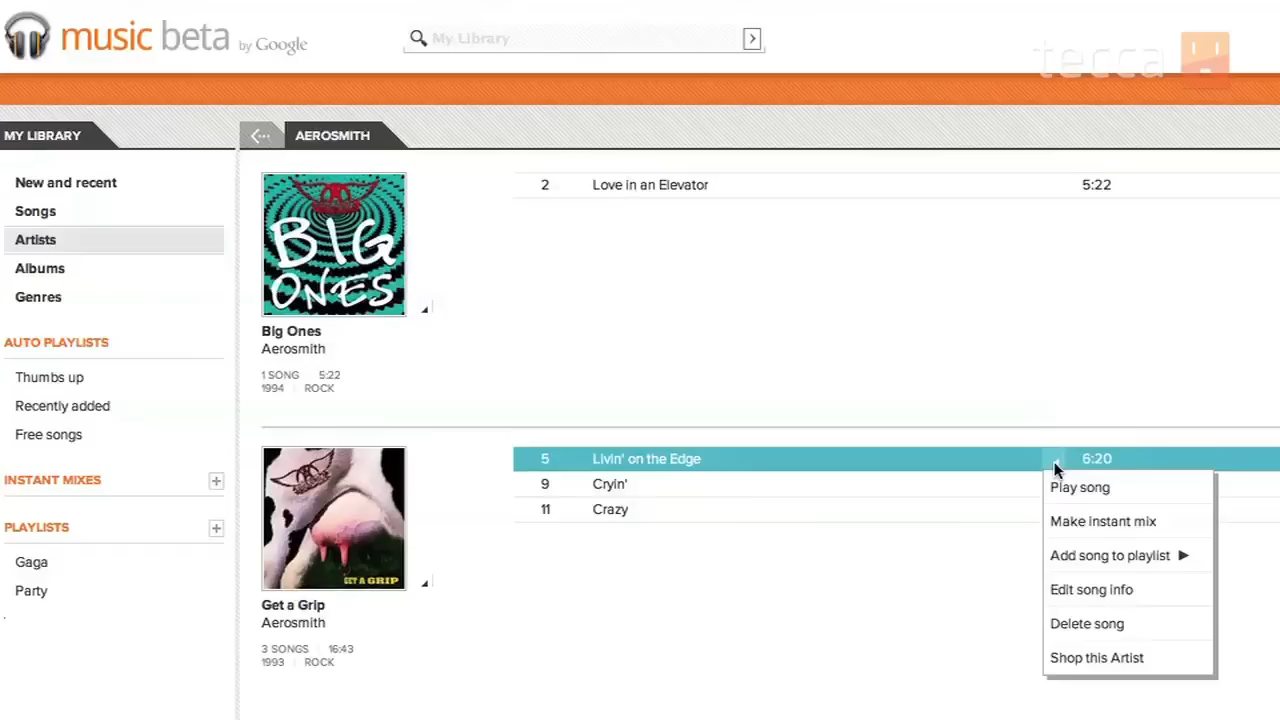 music beta by Google
My Library
tecca
MY LIBRARY
AEROSMITH
New and recent
Songs
Artists
Albums
Genres
AUTO PLAYLISTS
Thumbs up
Recently added
Free songs
INSTANT MIXES
PLAYLISTS
Gaga
Party
BIG ONES
Big Ones
Aerosmith
1 SONG 5:22
1994 ROCK
2 Love in an Elevator 5:22
GET A GRIP
Get a Grip
Aerosmith
3 SONGS 16:43
1993 ROCK
5 Livin' on the Edge 6:20
9 Cryin'
11 Crazy
Play song
Make instant mix
Add song to playlist
Edit song info
Delete song
Shop this Artist